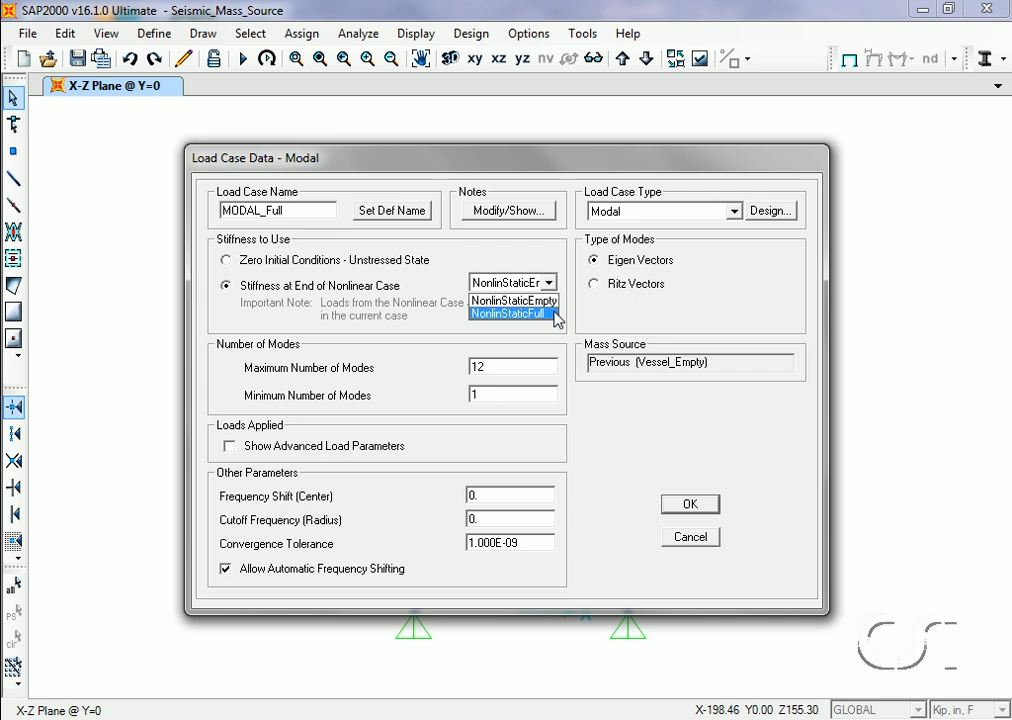 SAP2000 v16.1.0 Ultimate - Seismic_Mass_Source
File Edit View Define Draw Select Assign Analyze Display Design Options Tools Help
3D xy xz yz nv nd
X-Z Plane @ Y=0
Load Case Data - Modal
Load Case Name
MODAL_Full
Set Def Name
Notes
Modify/Show...
Load Case Type
Modal
Design...
Stiffness to Use
Zero Initial Conditions - Unstressed State
Stiffness at End of Nonlinear Case
NonlinStaticEr
NonlinStaticEmpty
NonlinStaticFull
Important Note: Loads from the Nonlinear Case
in the current case
Type of Modes
Eigen Vectors
Ritz Vectors
Number of Modes
Maximum Number of Modes
12
Minimum Number of Modes
1
Mass Source
Previous (Vessel_Empty)
Loads Applied
Show Advanced Load Parameters
Other Parameters
Frequency Shift (Center)
0.
Cutoff Frequency (Radius)
0.
Convergence Tolerance
1.000E-09
Allow Automatic Frequency Shifting
OK
Cancel
all
PS
clr
X
CSI
X-Z Plane @ Y=0
X-198.46 Y0.00 Z155.30
GLOBAL
Kip, in, F